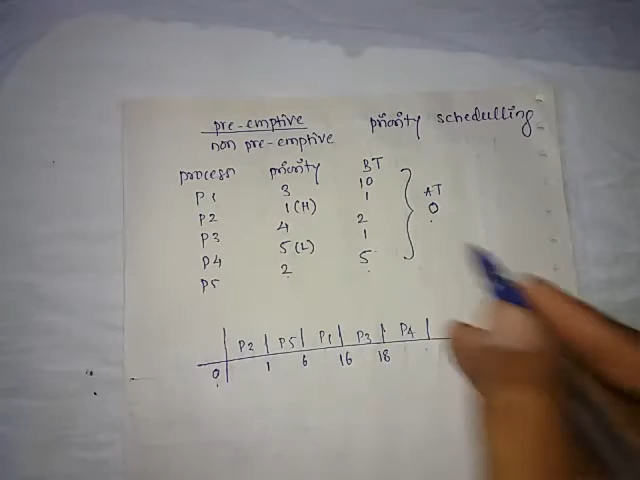 pre-emptive
non pre-emptive priority schedulling
process priority BT
P1 3 10
P2 1(H) 1
P3 4 2
P4 5(L) 1
P5 2 5
AT
0
P2 P5 P1 P3 P4
0 1 6 16 18